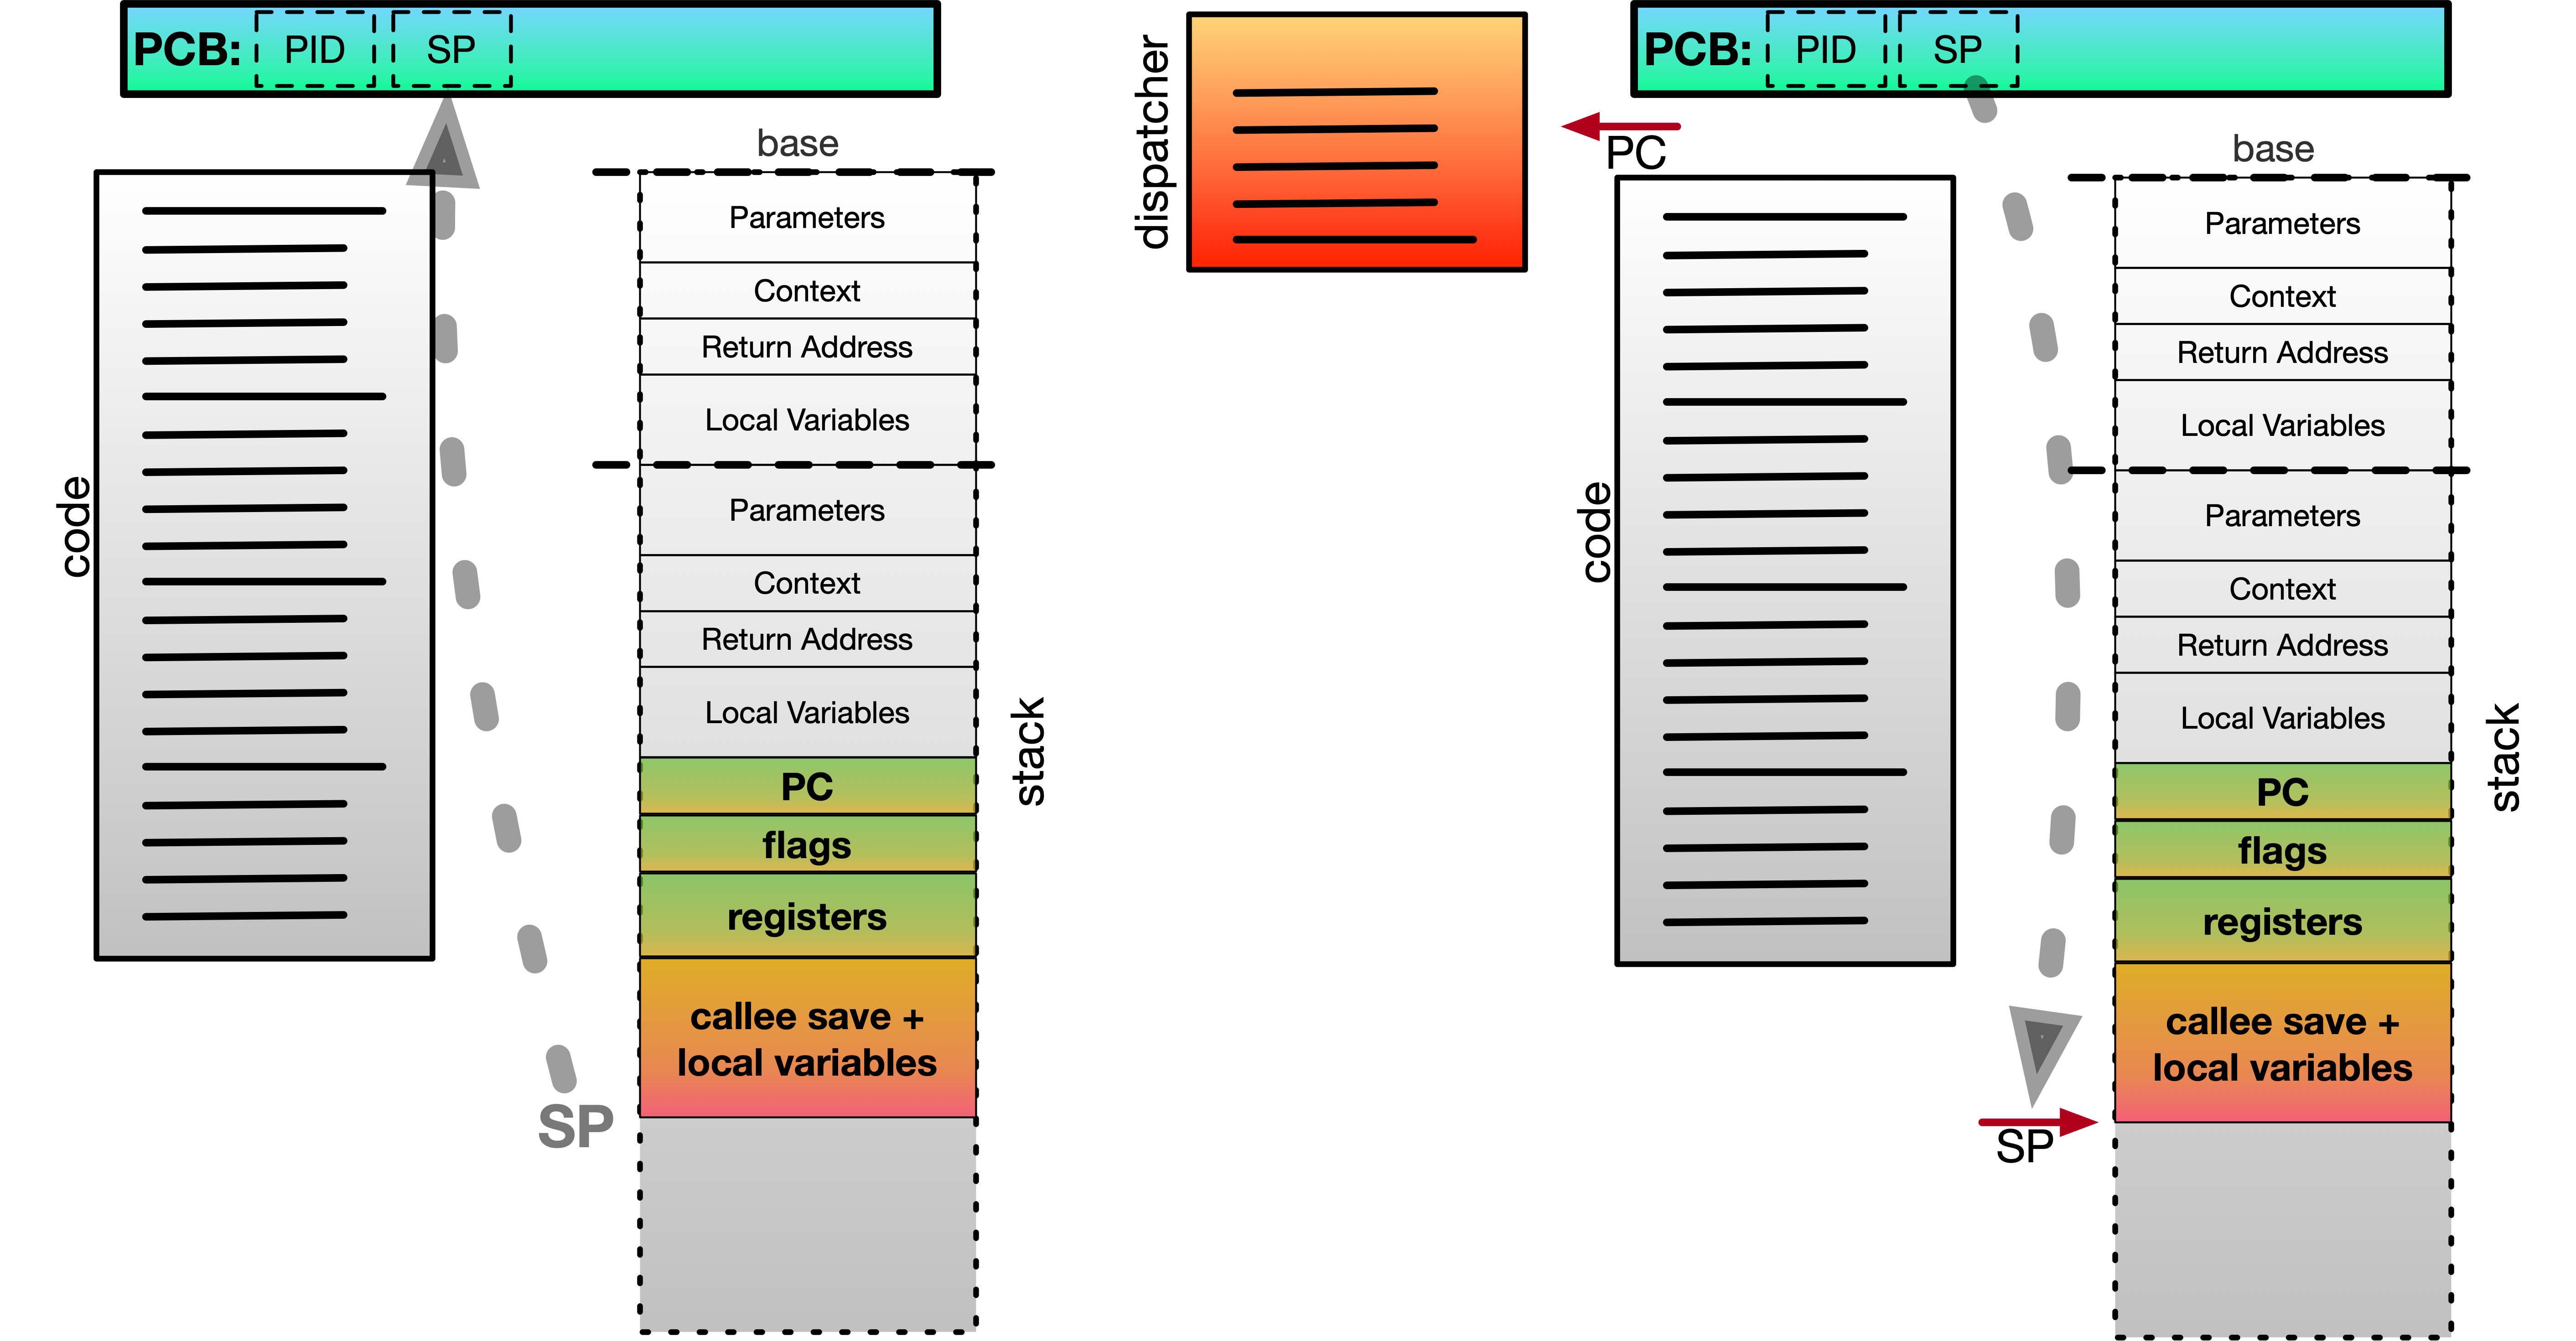 PCB: PID SP
base
code
Parameters
Context
Return Address
Local Variables
Parameters
Context
Return Address
Local Variables
PC
flags
registers
callee save +
local variables
stack
SP
dispatcher
PC
PCB: PID SP
base
code
Parameters
Context
Return Address
Local Variables
Parameters
Context
Return Address
Local Variables
PC
flags
registers
callee save +
local variables
stack
SP